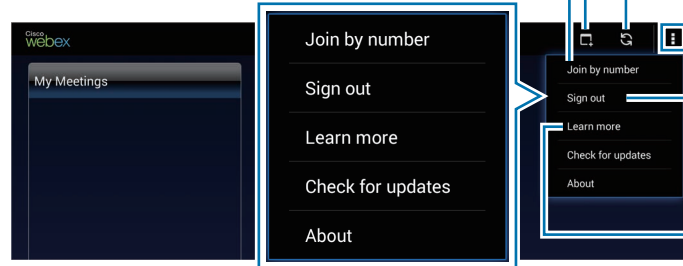 Cisco
webex
My Meetings
Join by number
Sign out
Learn more
Check for updates
About
Join by number
Sign out
Learn more
Check for updates
About